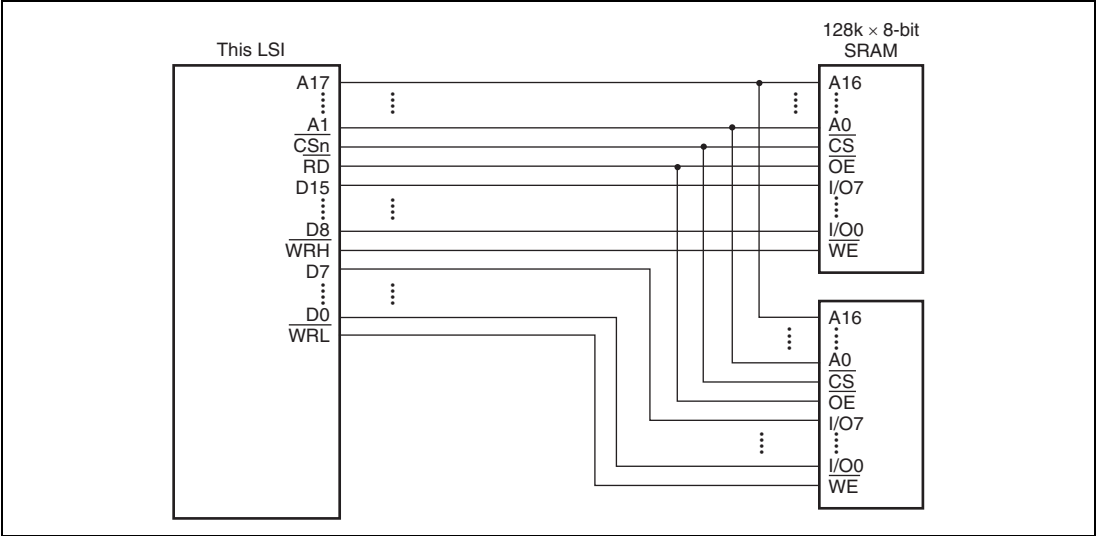 This LSI
A17
A1
CSn
RD
D15
D8
WRH
D7
D0
WRL
128k × 8-bit
SRAM
A16
A0
CS
OE
I/O7
I/O0
WE
A16
A0
CS
OE
I/O7
I/O0
WE